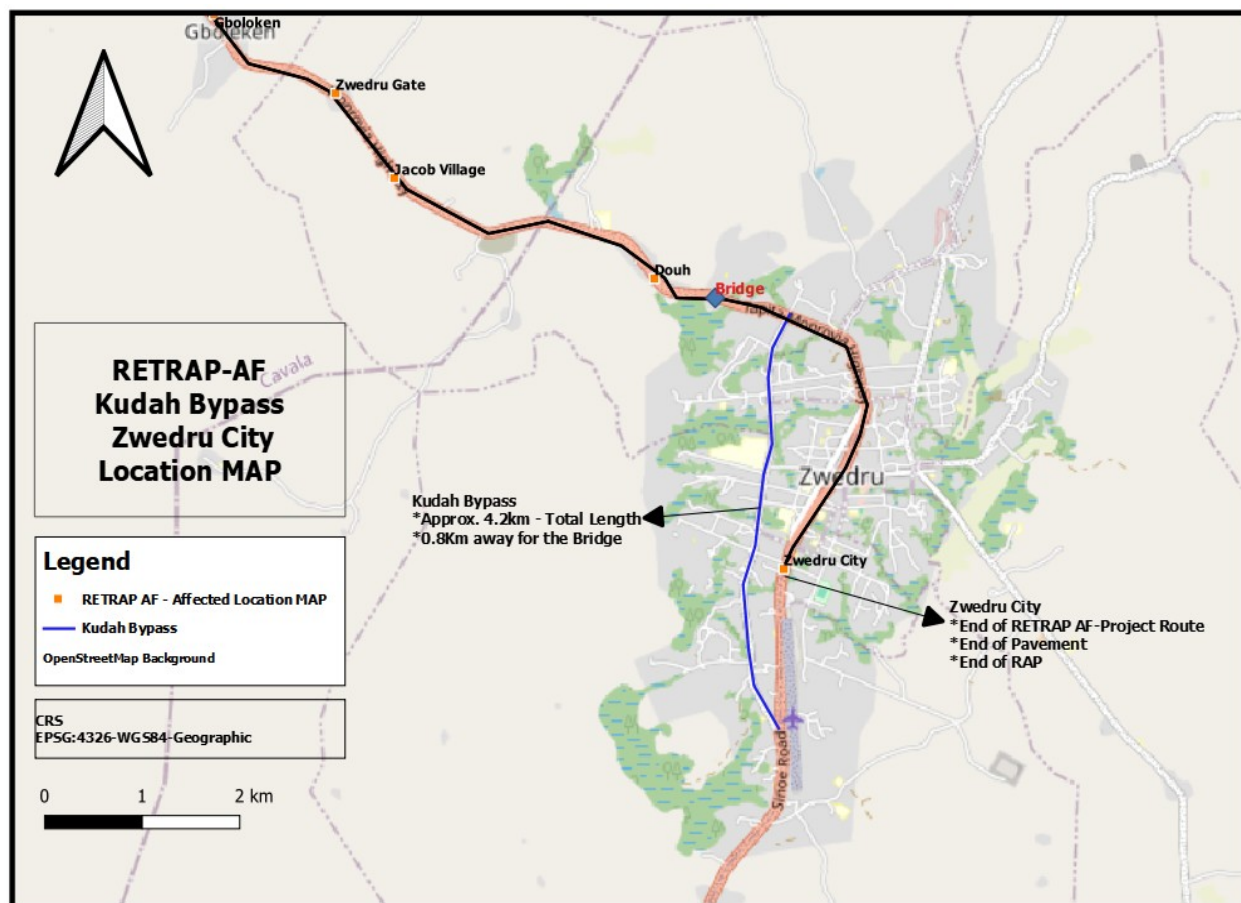 Gboloken
Gboleken
Zwedru Gate
Jacob Village
Douh
Bridge
Cavala
RETRAP-AF
Kudah Bypass
Zwedru City
Location MAP
Zwedru
Kudah Bypass
*Approx. 4.2km - Total Length
*0.8Km away for the Bridge
Zwedru City
Legend
RETRAP AF - Affected Location MAP
Kudah Bypass
OpenStreetMap Background
Zwedru City
*End of RETRAP AF-Project Route
*End of Pavement
*End of RAP
CRS
EPSG:4326-WGS84-Geographic
Sinoe Road
0 1 2 km